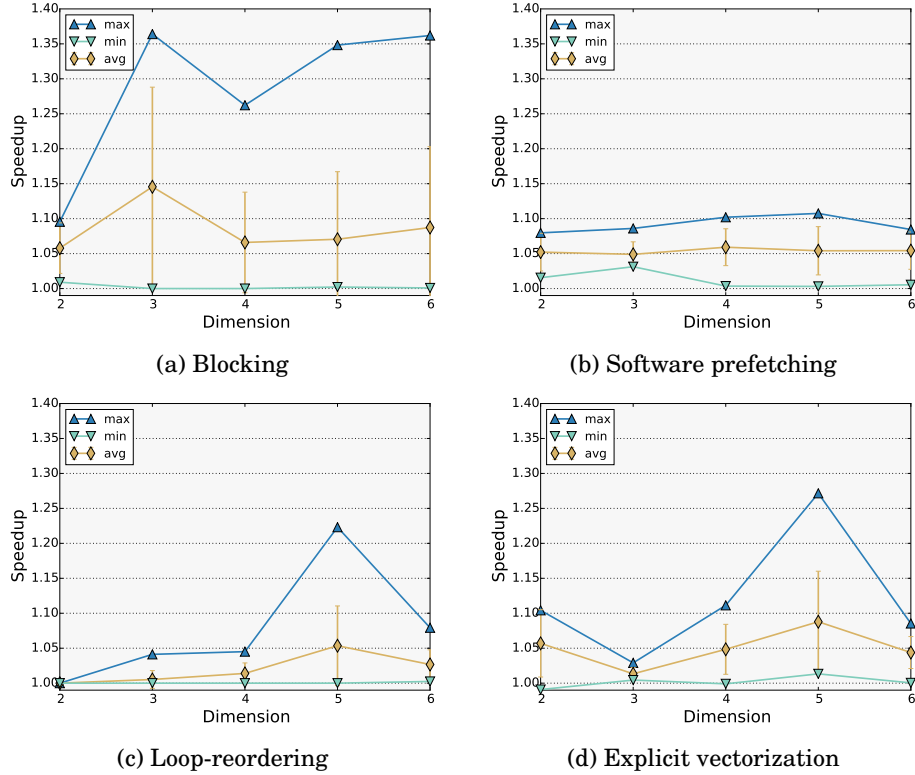 1.40
1.35
1.30
1.25
1.20
1.15
1.10
1.05
1.00
Speedup
max
min
avg
2 3 4 5 6
Dimension
(a) Blocking
1.40
1.35
1.30
1.25
1.20
1.15
1.10
1.05
1.00
Speedup
max
min
avg
2 3 4 5 6
Dimension
(b) Software prefetching
1.40
1.35
1.30
1.25
1.20
1.15
1.10
1.05
1.00
Speedup
max
min
avg
2 3 4 5 6
Dimension
(c) Loop-reordering
1.40
1.35
1.30
1.25
1.20
1.15
1.10
1.05
1.00
Speedup
max
min
avg
2 3 4 5 6
Dimension
(d) Explicit vectorization